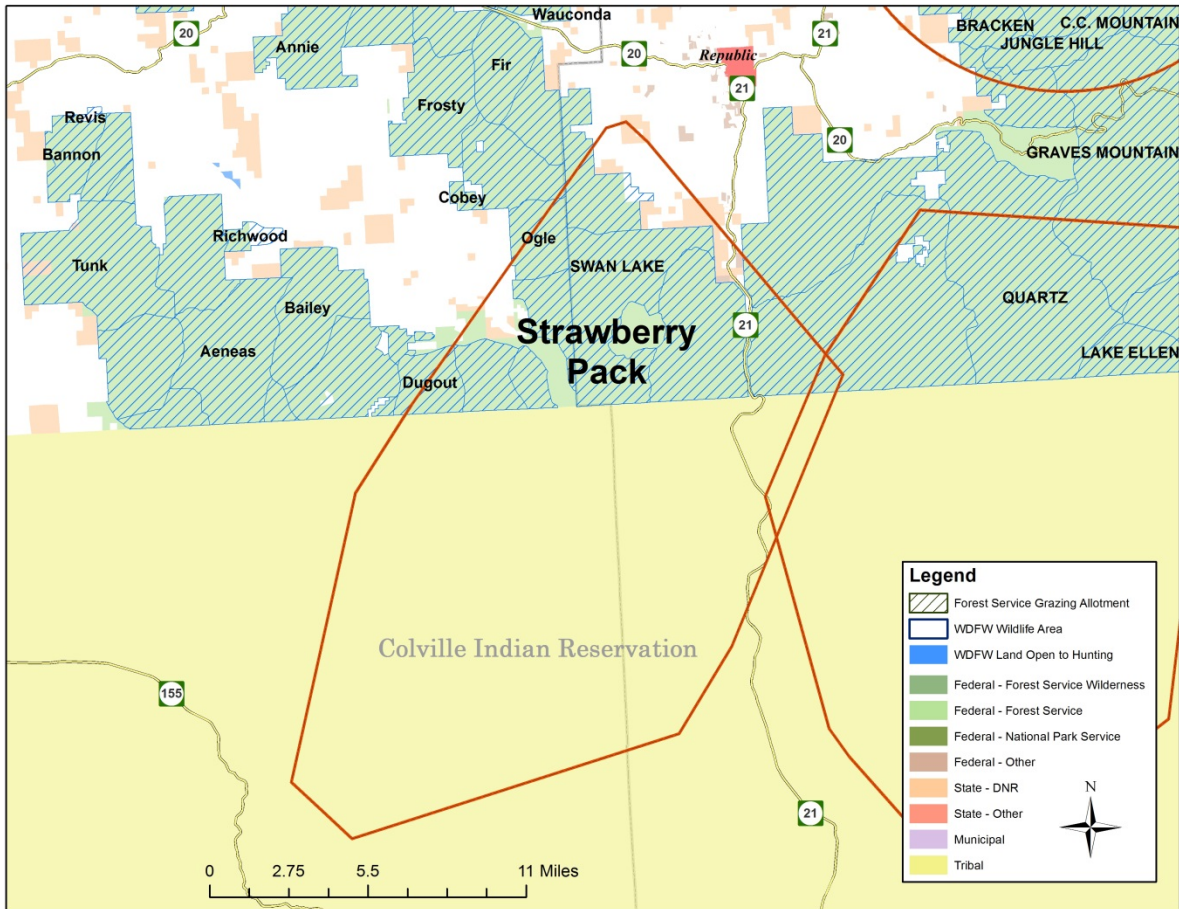 Wauconda
BRACKEN
C.C. MOUNTAIN
20
21
Annie
20
Republic
JUNGLE HILL
Fir
21
Frosty
Revis
20
Bannon
GRAVES MOUNTAIN
Cobey
Richwood
Ogle
Tunk
SWAN LAKE
QUARTZ
Bailey
21
Strawberry
Pack
Aeneas
LAKE ELLEN
Dugout
Colville Indian Reservation
155
21
0 2.75 5.5 11 Miles
Legend
Forest Service Grazing Allotment
WDFW Wildlife Area
WDFW Land Open to Hunting
Federal - Forest Service Wilderness
Federal - Forest Service
Federal - National Park Service
Federal - Other
State - DNR
State - Other
Municipal
Tribal
N